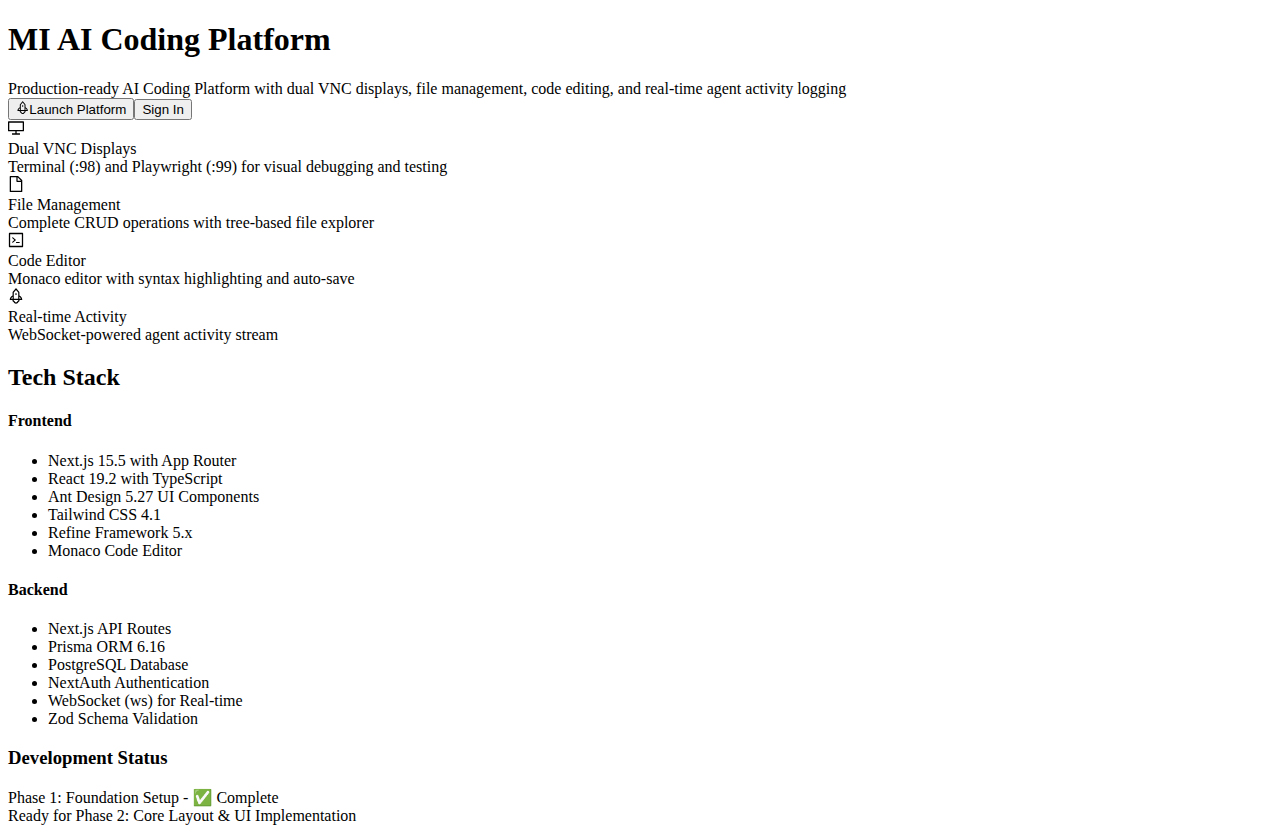 MI AI Coding Platform
Production-ready AI Coding Platform with dual VNC displays, file management, code editing, and real-time agent activity logging
Launch Platform Sign In
Dual VNC Displays
Terminal (:98) and Playwright (:99) for visual debugging and testing
File Management
Complete CRUD operations with tree-based file explorer
Code Editor
Monaco editor with syntax highlighting and auto-save
Real-time Activity
WebSocket-powered agent activity stream
Tech Stack
Frontend
Next.js 15.5 with App Router
React 19.2 with TypeScript
Ant Design 5.27 UI Components
Tailwind CSS 4.1
Refine Framework 5.x
Monaco Code Editor
Backend
Next.js API Routes
Prisma ORM 6.16
PostgreSQL Database
NextAuth Authentication
WebSocket (ws) for Real-time
Zod Schema Validation
Development Status
Phase 1: Foundation Setup - ✅ Complete
Ready for Phase 2: Core Layout & UI Implementation